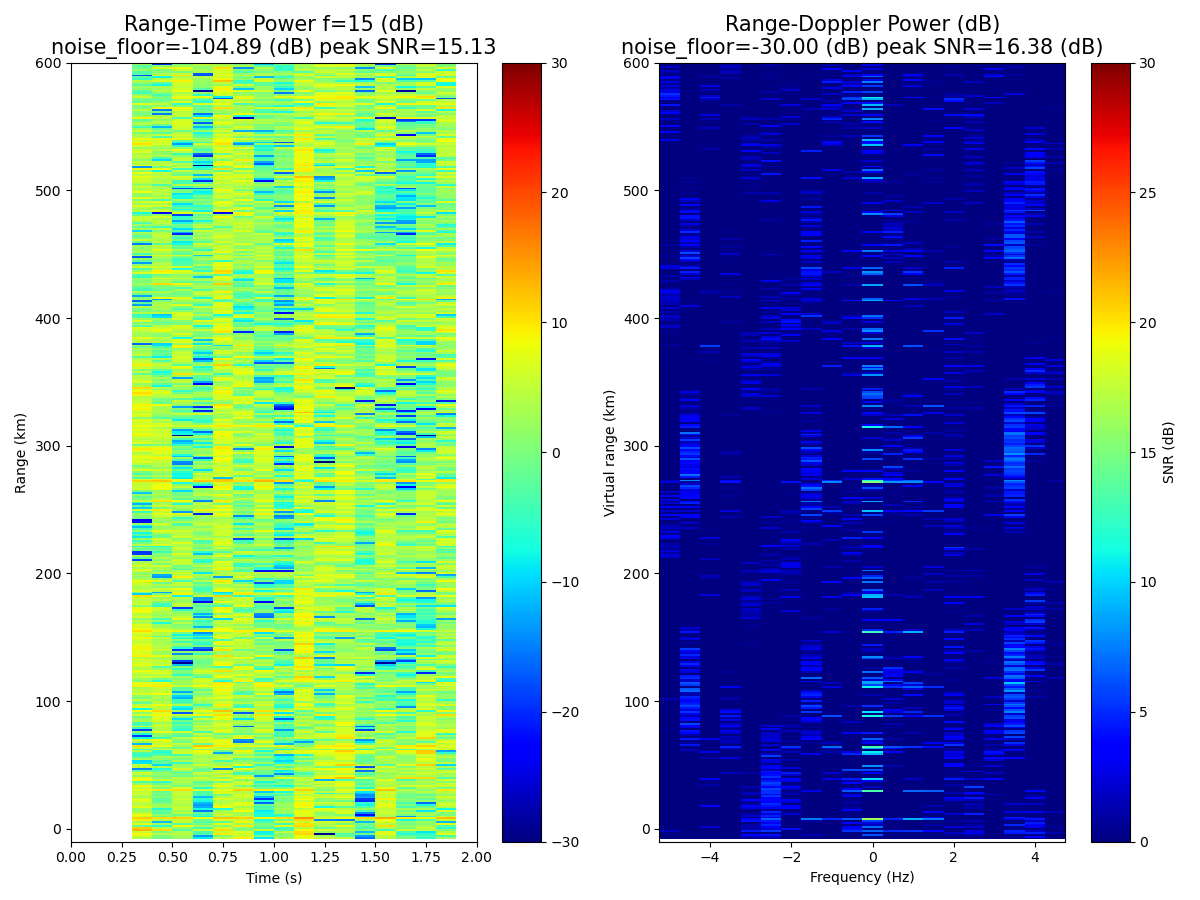 Range-Time Power f=15 (dB)
noise_floor=-104.89 (dB) peak SNR=15.13
600
500
400
300
200
100
0
Range (km)
0.00 0.25 0.50 0.75 1.00 1.25 1.50 1.75 2.00
Time (s)
30
20
10
0
−10
−20
−30
Range-Doppler Power (dB)
noise_floor=-30.00 (dB) peak SNR=16.38 (dB)
600
500
400
300
200
100
0
Virtual range (km)
−4 −2 0 2 4
Frequency (Hz)
30
25
20
15
10
5
0
SNR (dB)